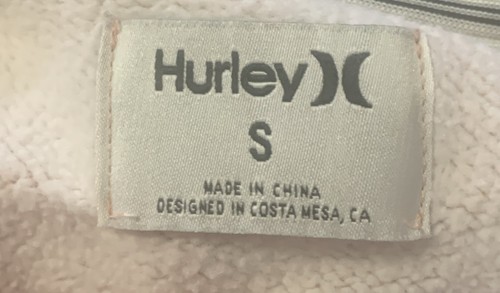 Hurley
S
MADE IN CHINA
DESIGNED IN COSTA MESA, CA